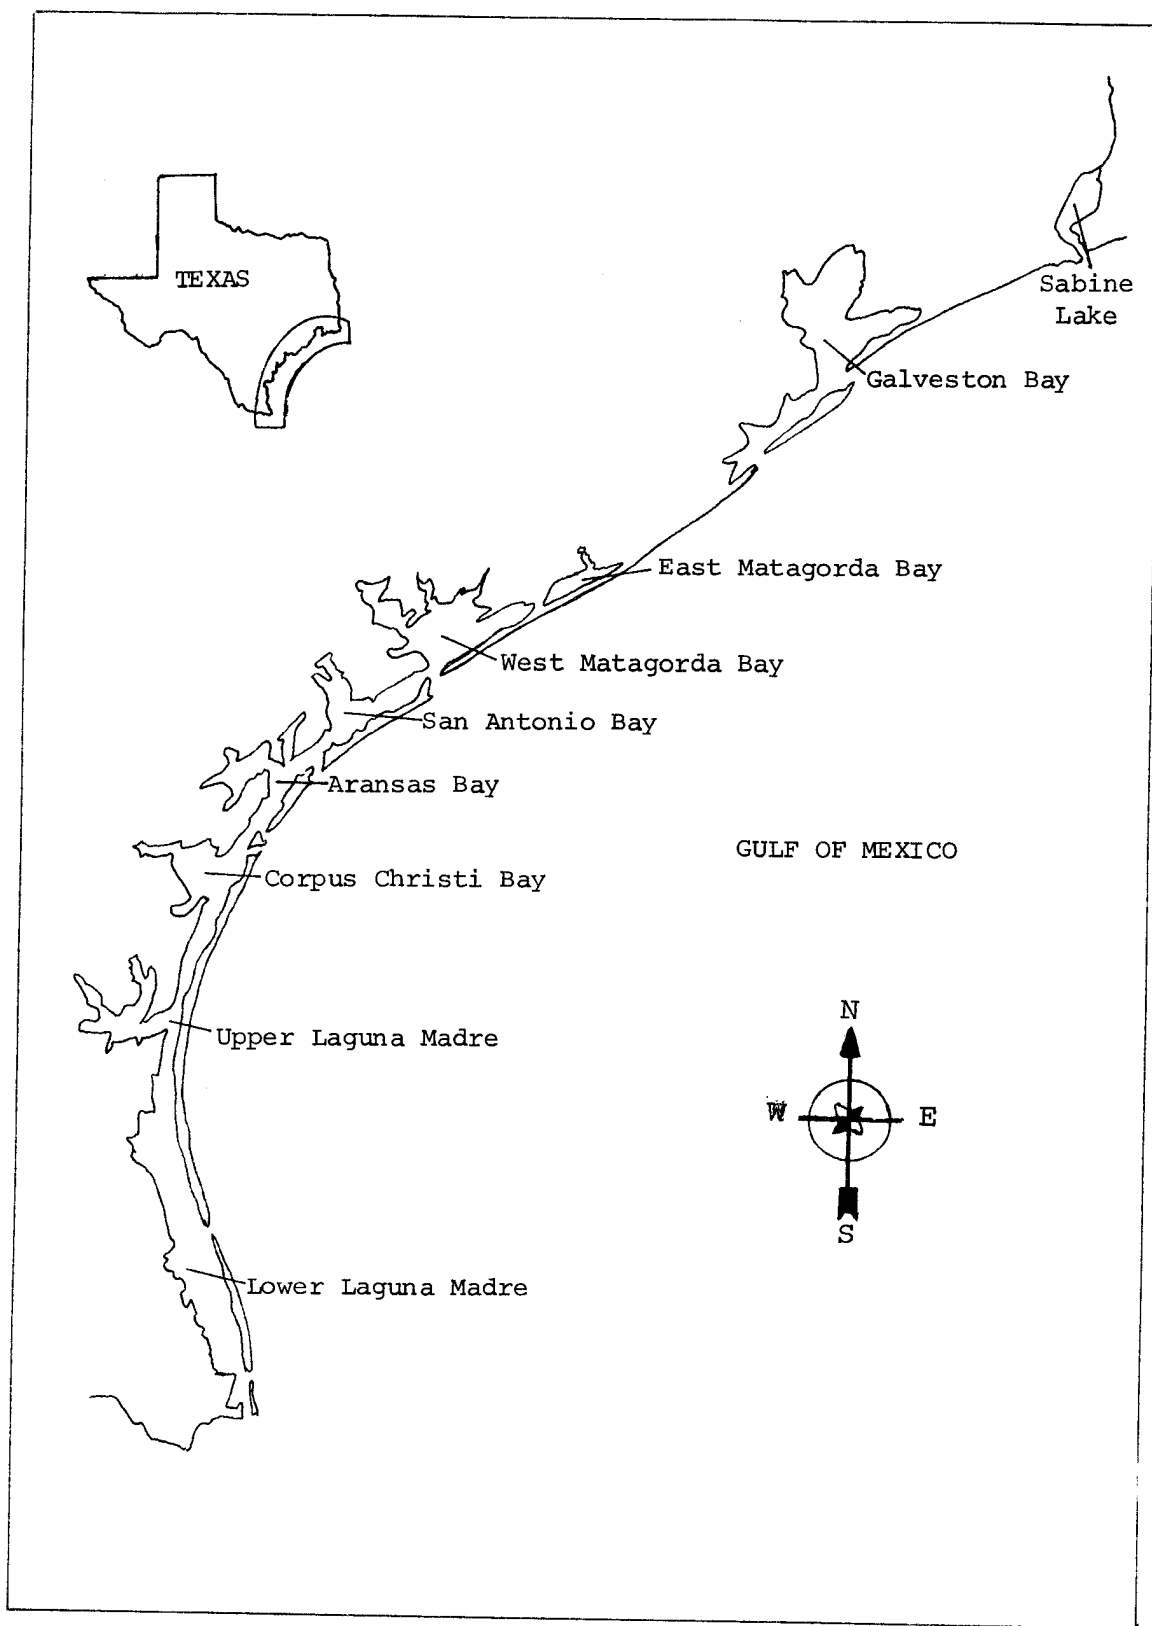 TEXAS
Sabine
Lake
Galveston Bay
East Matagorda Bay
West Matagorda Bay
San Antonio Bay
Aransas Bay
GULF OF MEXICO
Corpus Christi Bay
N
Upper Laguna Madre
W
E
S
Lower Laguna Madre